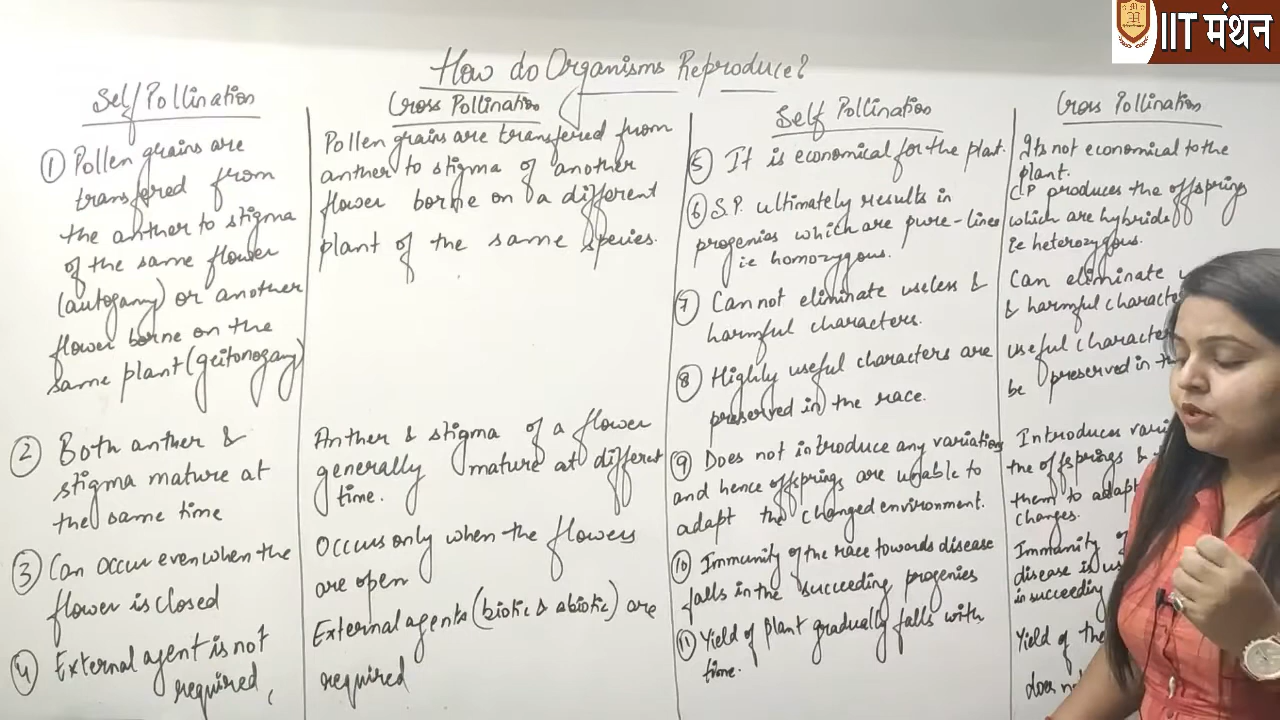 IIT मंथन
How do Organisms Reproduce?
Self Pollination
① Pollen grains are
transfered from
the anther to stigma
of the same flower
(autogamy) or another
flower borne on the
same plant (geitonogamy)
② Both anther &
stigma mature at
the same time
③ Can occur even when the
flower is closed
④ External agent is not
required
Cross Pollination
Pollen grains are transfered from
anther to stigma of another
flower borne on a different
plant of the same species.
Anther & stigma of a flower
generally mature at different
time.
Occurs only when the flowers
are open
External agents (biotic & abiotic) are
required
Self Pollination
⑤ It is economical for the plant.
⑥ S.P. ultimately results in
progenies which are pure-lines
ie homozygous.
⑦ Can not eliminate useless &
harmful characters.
⑧ Highly useful characters are
preserved in the race.
⑨ Does not introduce any variations
and hence offsprings are unable to
adapt the changed environment.
⑩ Immunity of the race towards disease
falls in the succeeding progenies
⑪ Yield of plant gradually falls with
time.
Cross Pollination
Its not economical to the
plant.
C.P produces the offsprings
which are hybrids
ie heterozygous.
Can eliminate
& harmful
useful
be preserved in
Introduces
the offsprings &
them to adapt
changes.
Immunity
disease is
in succeeding
Yield of the
does